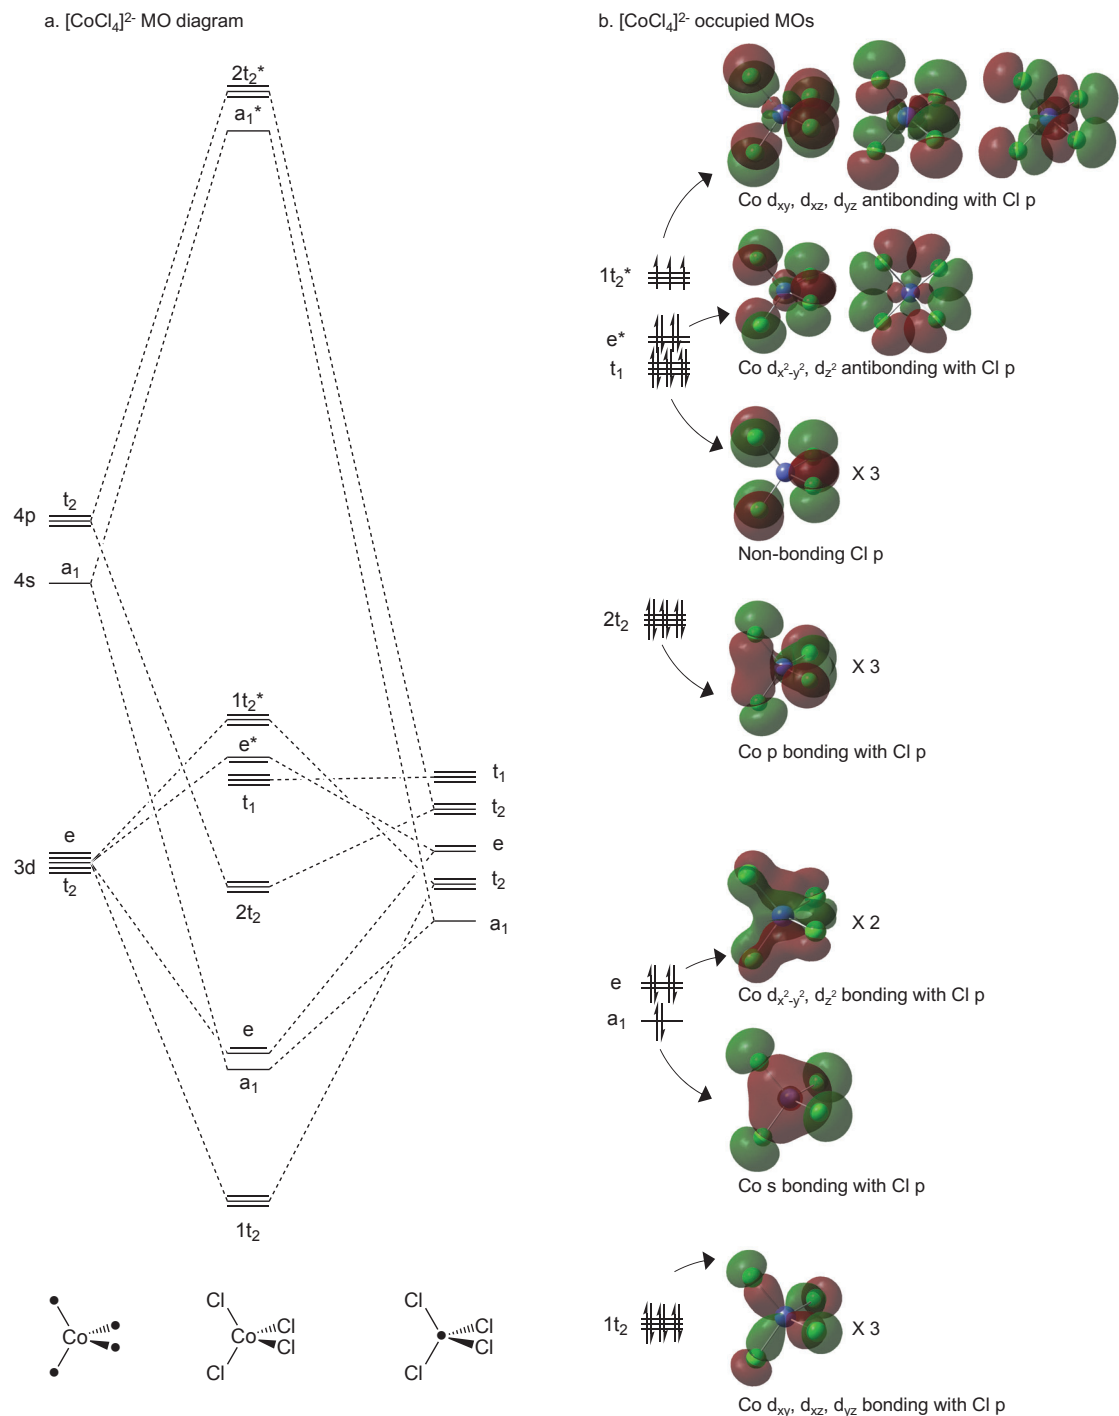 a. [CoCl₄]²⁻ MO diagram
2t₂*
a₁*
4p
t₂
4s
a₁
1t₂*
e*
t₁
3d
e
t₂
2t₂
e
a₁
1t₂
t₁
t₂
e
t₂
a₁
Co
Cl
Co
Cl
Cl
Cl
Cl
Cl
Cl
Cl
b. [CoCl₄]²⁻ occupied MOs
Co dxy, dxz, dyz antibonding with Cl p
1t₂*
e*
t₁
Co dx²-y², dz² antibonding with Cl p
X 3
Non-bonding Cl p
2t₂
X 3
Co p bonding with Cl p
X 2
e
a₁
Co dx²-y², dz² bonding with Cl p
Co s bonding with Cl p
1t₂
X 3
Co dxy, dxz, dyz bonding with Cl p